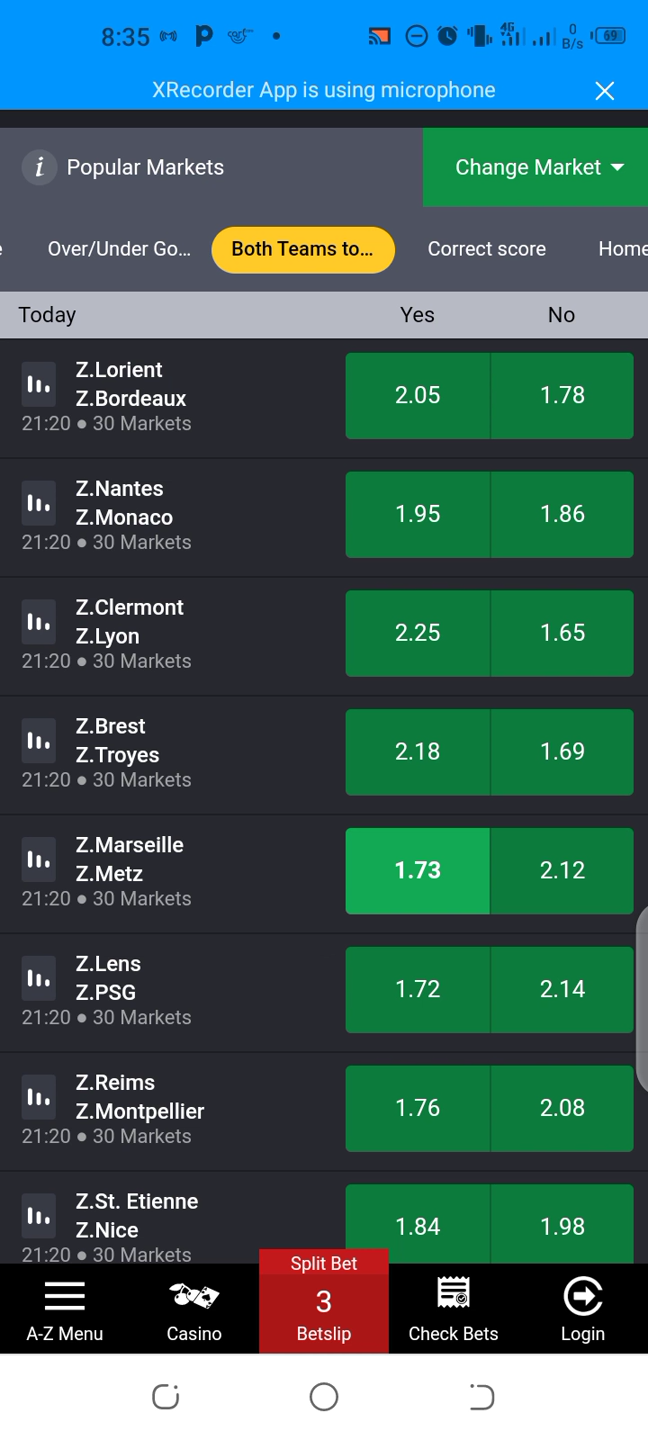 8:35
4G
0
B/s
69
XRecorder App is using microphone
i Popular Markets
Change Market
e
Over/Under Go...
Both Teams to...
Correct score
Home
Today Yes No
Z.Lorient
Z.Bordeaux
21:20 ● 30 Markets
2.05 1.78
Z.Nantes
Z.Monaco
21:20 ● 30 Markets
1.95 1.86
Z.Clermont
Z.Lyon
21:20 ● 30 Markets
2.25 1.65
Z.Brest
Z.Troyes
21:20 ● 30 Markets
2.18 1.69
Z.Marseille
Z.Metz
21:20 ● 30 Markets
1.73 2.12
Z.Lens
Z.PSG
21:20 ● 30 Markets
1.72 2.14
Z.Reims
Z.Montpellier
21:20 ● 30 Markets
1.76 2.08
Z.St. Etienne
Z.Nice
21:20 ● 30 Markets
1.84 1.98
Split Bet
3
A-Z Menu
Casino
Betslip
Check Bets
Login